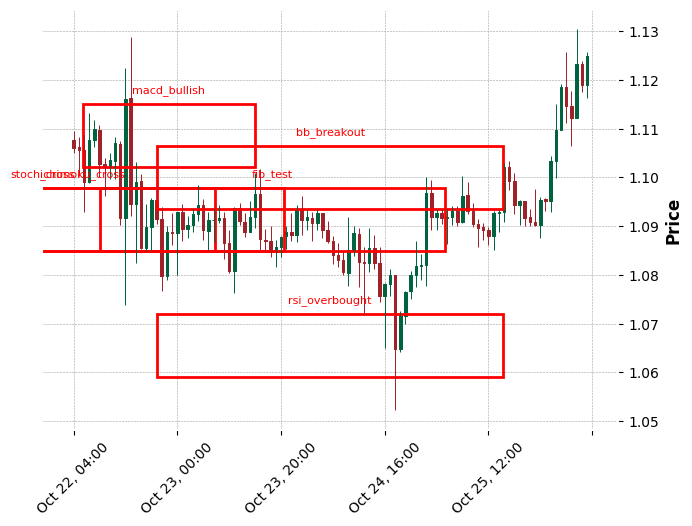 1.13
1.12
macd_bullish
1.11
bb_breakout
1.10
fib_test
1.09
Price
1.08
rsi_overbought
1.07
1.06
1.05
Oct 22, 04:00
Oct 23, 00:00
Oct 23, 20:00
Oct 24, 16:00
Oct 25, 12:00